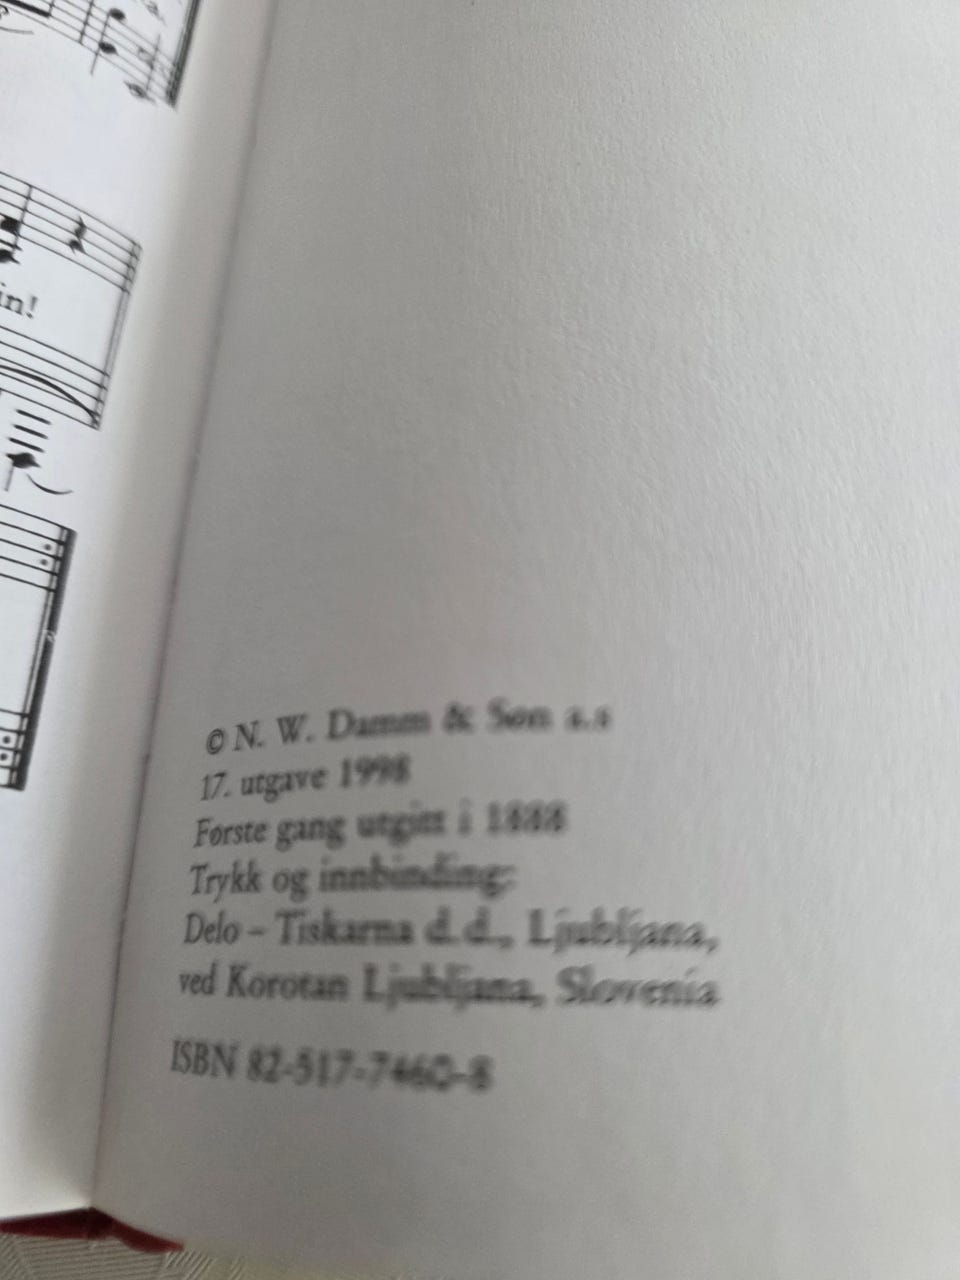 in!
© N. W. Damm & Søn a.s
17. utgave 1998
Første gang utgitt i 1888
Trykk og innbinding:
Delo – Tiskarna d.d., Ljubljana,
ved Korotan Ljubljana, Slovenia
ISBN 82-517-7460-8